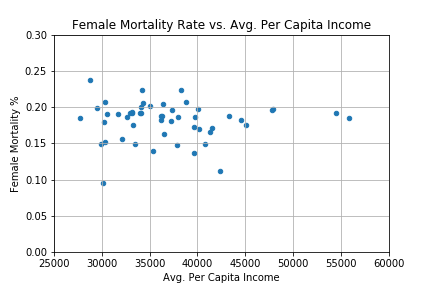 Female Mortality Rate vs. Avg. Per Capita Income
0.30
0.25
0.20
0.15
0.10
0.05
0.00
Female Mortality %
25000 30000 35000 40000 45000 50000 55000 60000
Avg. Per Capita Income